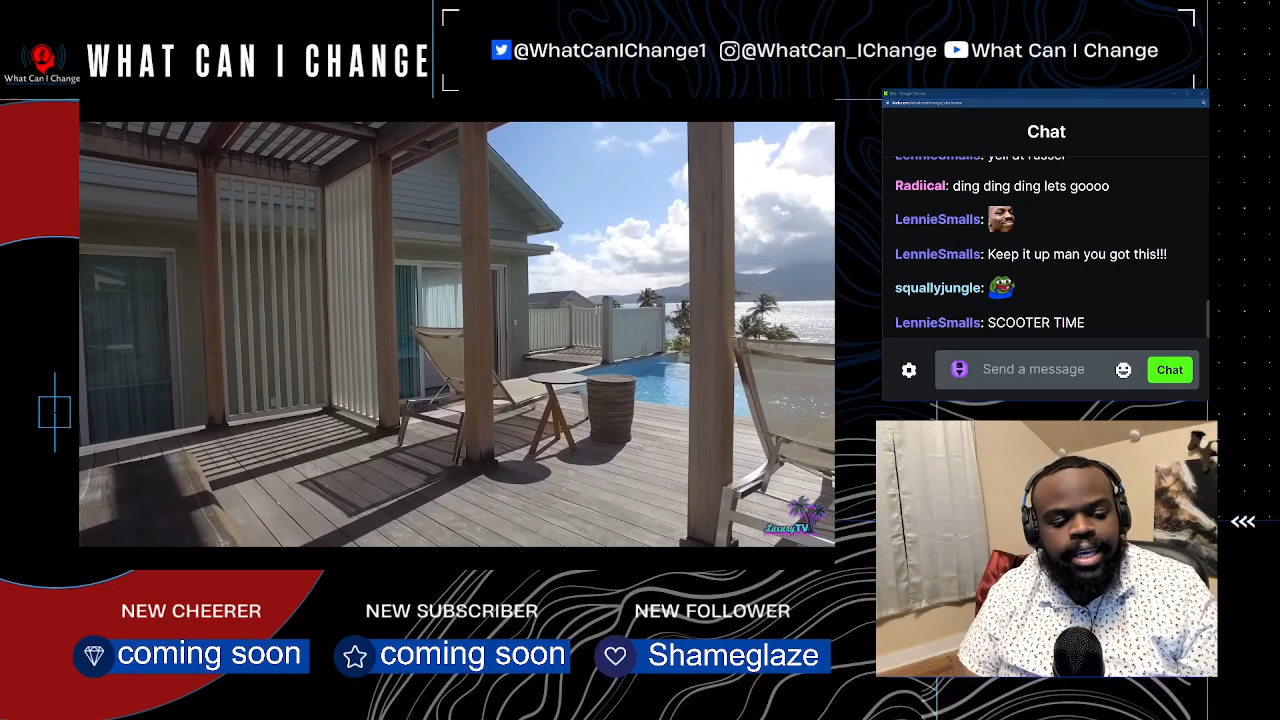 What Can I Change
WHAT CAN I CHANGE
@WhatCanIChange1 @WhatCan_IChange What Can I Change
Chat
LennieSmalls:
Radiical: ding ding ding lets goooo
LennieSmalls:
LennieSmalls: Keep it up man you got this!!!
squallyjungle:
LennieSmalls: SCOOTER TIME
Send a message
Chat
LuxuryTV
NEW CHEERER
NEW SUBSCRIBER
NEW FOLLOWER
coming soon
coming soon
Shameglaze